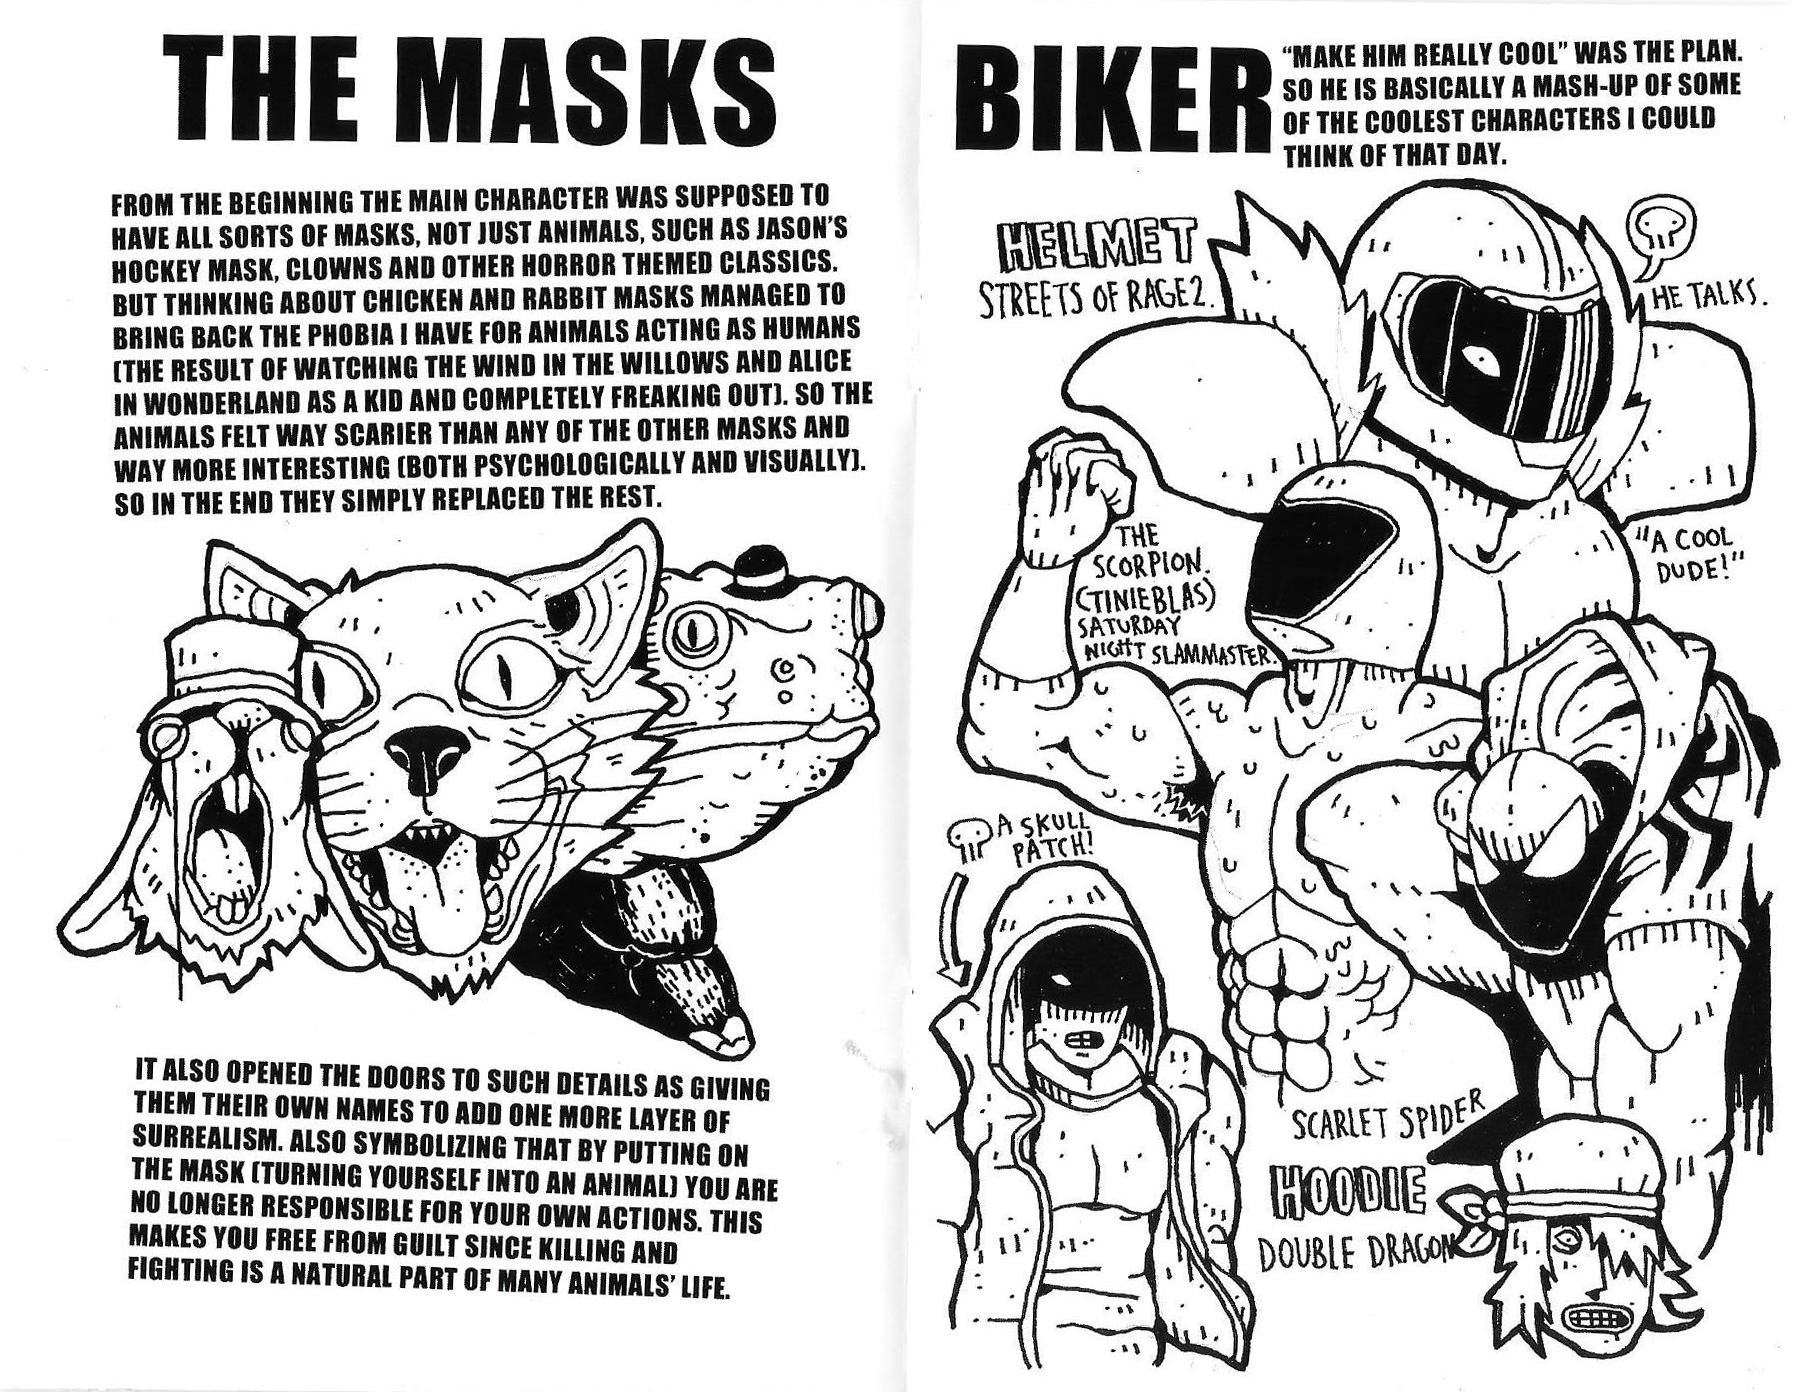 THE MASKS
FROM THE BEGINNING THE MAIN CHARACTER WAS SUPPOSED TO
HAVE ALL SORTS OF MASKS, NOT JUST ANIMALS, SUCH AS JASON'S
HOCKEY MASK, CLOWNS AND OTHER HORROR THEMED CLASSICS.
BUT THINKING ABOUT CHICKEN AND RABBIT MASKS MANAGED TO
BRING BACK THE PHOBIA I HAVE FOR ANIMALS ACTING AS HUMANS
(THE RESULT OF WATCHING THE WIND IN THE WILLOWS AND ALICE
IN WONDERLAND AS A KID AND COMPLETELY FREAKING OUT). SO THE
ANIMALS FELT WAY SCARIER THAN ANY OF THE OTHER MASKS AND
WAY MORE INTERESTING (BOTH PSYCHOLOGICALLY AND VISUALLY).
SO IN THE END THEY SIMPLY REPLACED THE REST.
IT ALSO OPENED THE DOORS TO SUCH DETAILS AS GIVING
THEM THEIR OWN NAMES TO ADD ONE MORE LAYER OF
SURREALISM. ALSO SYMBOLIZING THAT BY PUTTING ON
THE MASK (TURNING YOURSELF INTO AN ANIMAL) YOU ARE
NO LONGER RESPONSIBLE FOR YOUR OWN ACTIONS. THIS
MAKES YOU FREE FROM GUILT SINCE KILLING AND
FIGHTING IS A NATURAL PART OF MANY ANIMALS' LIFE.
BIKER
"MAKE HIM REALLY COOL" WAS THE PLAN.
SO HE IS BASICALLY A MASH-UP OF SOME
OF THE COOLEST CHARACTERS I COULD
THINK OF THAT DAY.
HELMET
STREETS OF RAGE 2.
HE TALKS.
"A COOL
DUDE!"
THE
SCORPION.
(TINIEBLAS)
SATURDAY
NIGHT SLAMMASTER.
A SKULL
PATCH!
SCARLET SPIDER
HOODIE
DOUBLE DRAGON